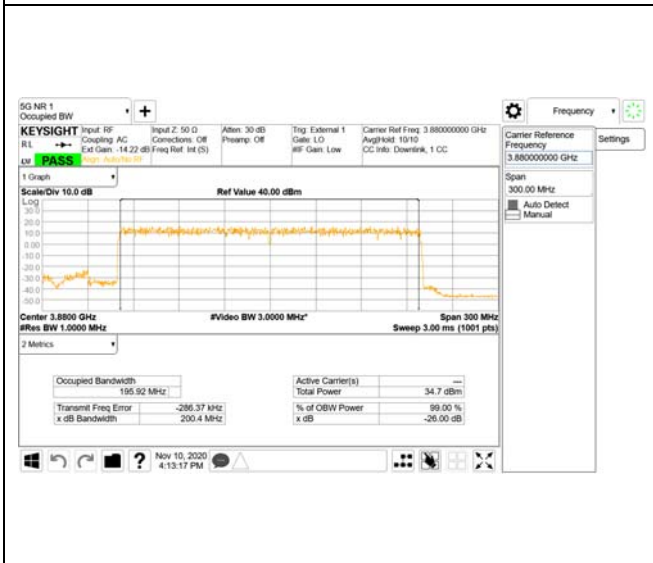 5G NR 1
Occupied BW
Frequency
KEYSIGHT
Input: RF
Coupling: AC
Ext Gain: -14.22 dB
Align: Auto/No RF
RL
PASS
Input Z: 50 Ω
Corrections: Off
Freq Ref: Int (S)
Atten: 30 dB
Preamp: Off
Trig: External 1
Gate: LO
#IF Gain: Low
Carrier Ref Freq: 3.880000000 GHz
Avg|Hold: 10/10
CC Info: Downlink, 1 CC
Carrier Reference
Frequency
3.880000000 GHz
Settings
Span
300.00 MHz
Auto Detect
Manual
1 Graph
Scale/Div 10.0 dB
Ref Value 40.00 dBm
Log
30.0
20.0
10.0
0.00
-10.0
-20.0
-30.0
-40.0
-50.0
Center 3.8800 GHz
#Video BW 3.0000 MHz*
Span 300 MHz
#Res BW 1.0000 MHz
Sweep 3.00 ms (1001 pts)
2 Metrics
Occupied Bandwidth
195.92 MHz
Active Carrier(s) ---
Total Power 34.7 dBm
Transmit Freq Error -286.37 kHz
% of OBW Power 99.00 %
x dB Bandwidth 200.4 MHz
x dB -26.00 dB
Nov 10, 2020
4:13:17 PM